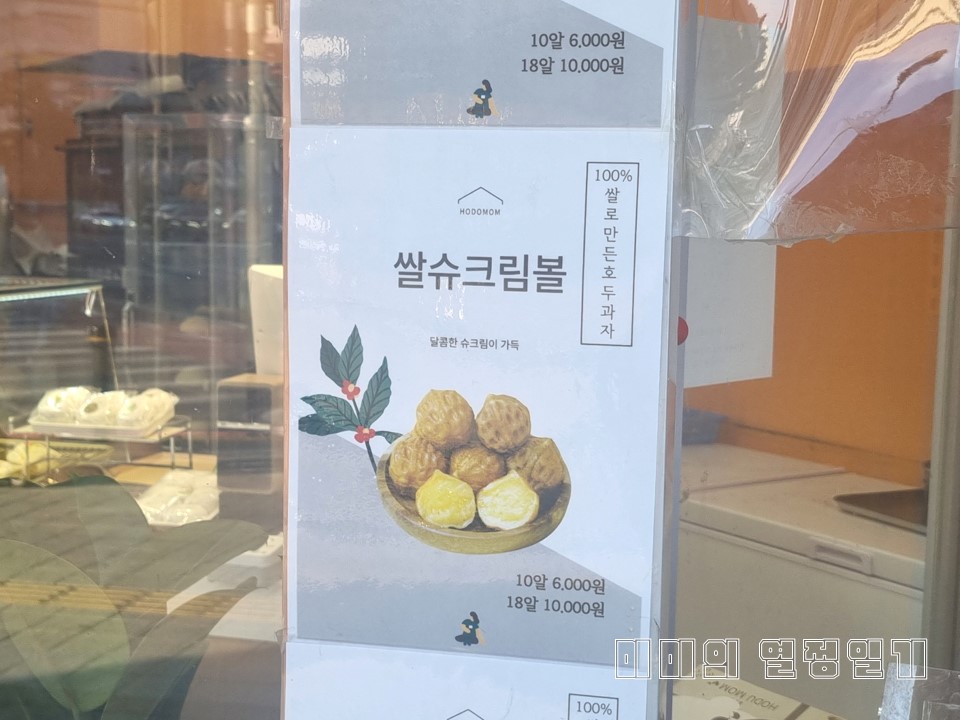 10알 6,000원
18알 10,000원
HODOMOM
100%
쌀로만든호두과자
쌀슈크림볼
달콤한 슈크림이 가득
10알 6,000원
18알 10,000원
미미의 열정일기
HODU MOM
100%